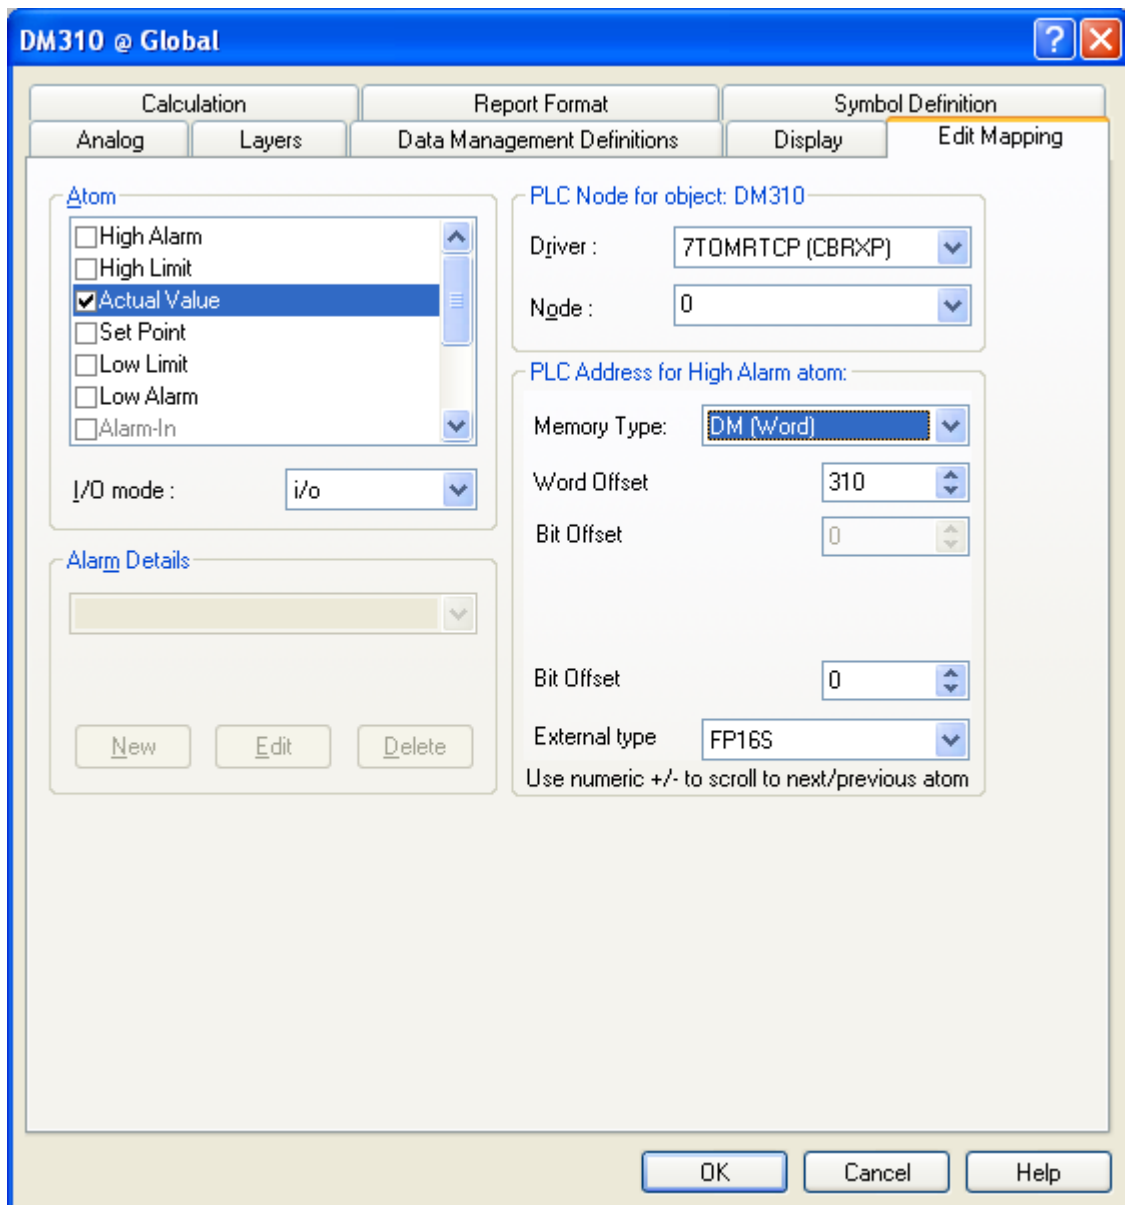 DM310 @ Global
Calculation
Report Format
Symbol Definition
Analog
Layers
Data Management Definitions
Display
Edit Mapping
Atom
High Alarm
High Limit
Actual Value
Set Point
Low Limit
Low Alarm
Alarm-In
I/O mode :
i/o
Alarm Details
New
Edit
Delete
PLC Node for object: DM310
Driver :
7TOMRTCP (CBRXP)
Node :
0
PLC Address for High Alarm atom:
Memory Type:
DM (Word)
Word Offset
310
Bit Offset
0
Bit Offset
0
External type
FP16S
Use numeric +/- to scroll to next/previous atom
OK
Cancel
Help